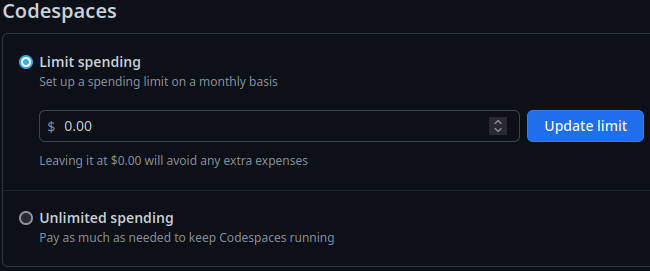 Codespaces
Limit spending
Set up a spending limit on a monthly basis
$ 0.00
Update limit
Leaving it at $0.00 will avoid any extra expenses
Unlimited spending
Pay as much as needed to keep Codespaces running